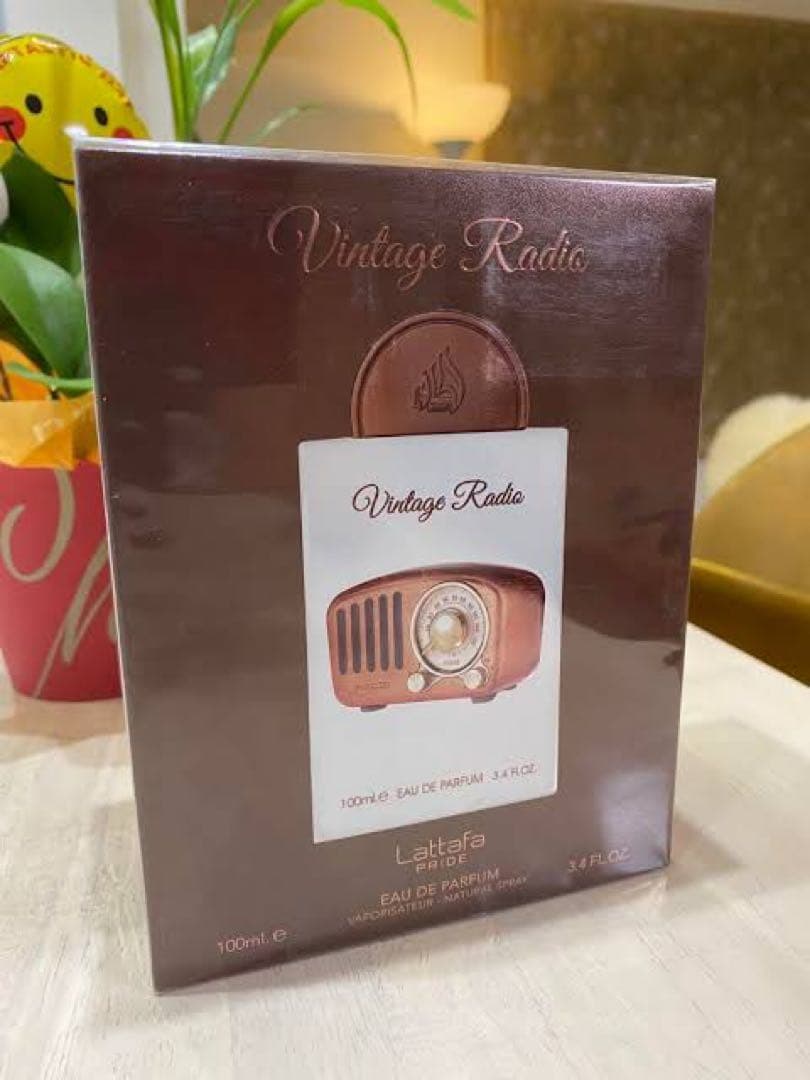 Vintage Radio
Vintage Radio
100ml.e EAU DE PARFUM 3.4 FL.OZ.
Lattafa
PRIDE
EAU DE PARFUM
VAPORISATEUR - NATURAL SPRAY
100ml. e
3.4 FL.OZ.